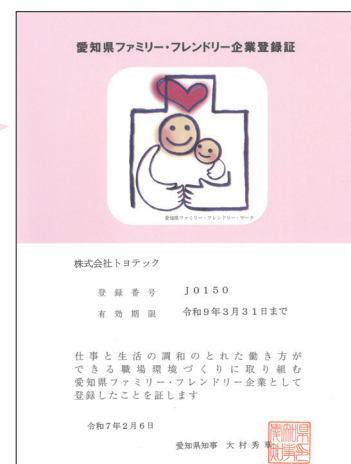 愛知県ファミリー・フレンドリー企業登録証
愛知県ファミリー・フレンドリー・マーク
株式会社トヨテック
登録番号 J0150
有効期限 令和9年3月31日まで
仕事と生活の調和のとれた働き方が
できる職場環境づくりに取り組む
愛知県ファミリー・フレンドリー企業として
登録したことを証します
令和7年2月6日
愛知県知事 大村秀章